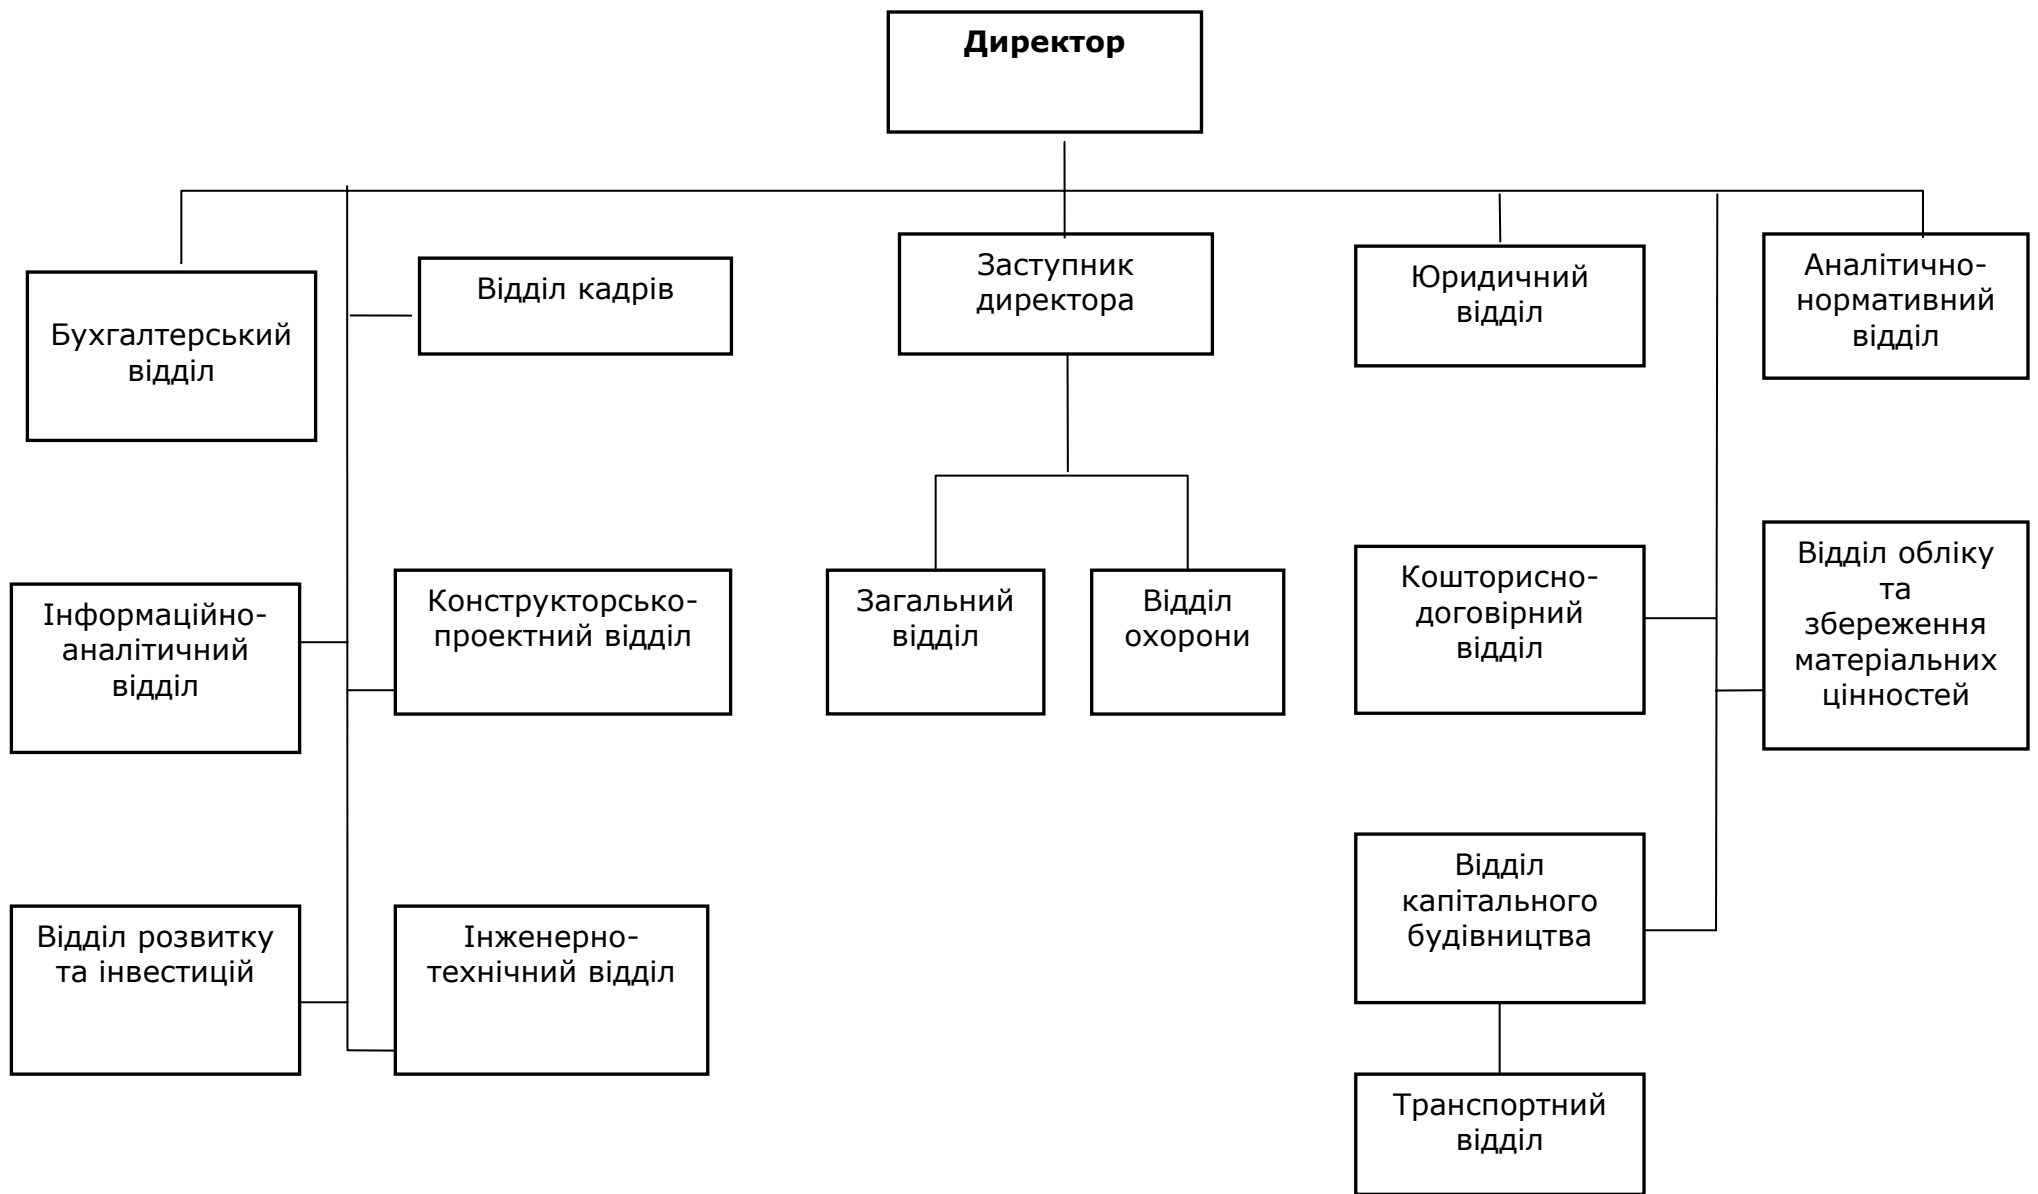 Директор
Бухгалтерський
відділ
Відділ кадрів
Заступник
директора
Юридичний
відділ
Аналітично-
нормативний
відділ
Інформаційно-
аналітичний
відділ
Конструкторсько-
проектний відділ
Загальний
відділ
Відділ
охорони
Кошторисно-
договірний
відділ
Відділ обліку
та
збереження
матеріальних
цінностей
Відділ розвитку
та інвестицій
Інженерно-
технічний відділ
Відділ
капітального
будівництва
Транспортний
відділ